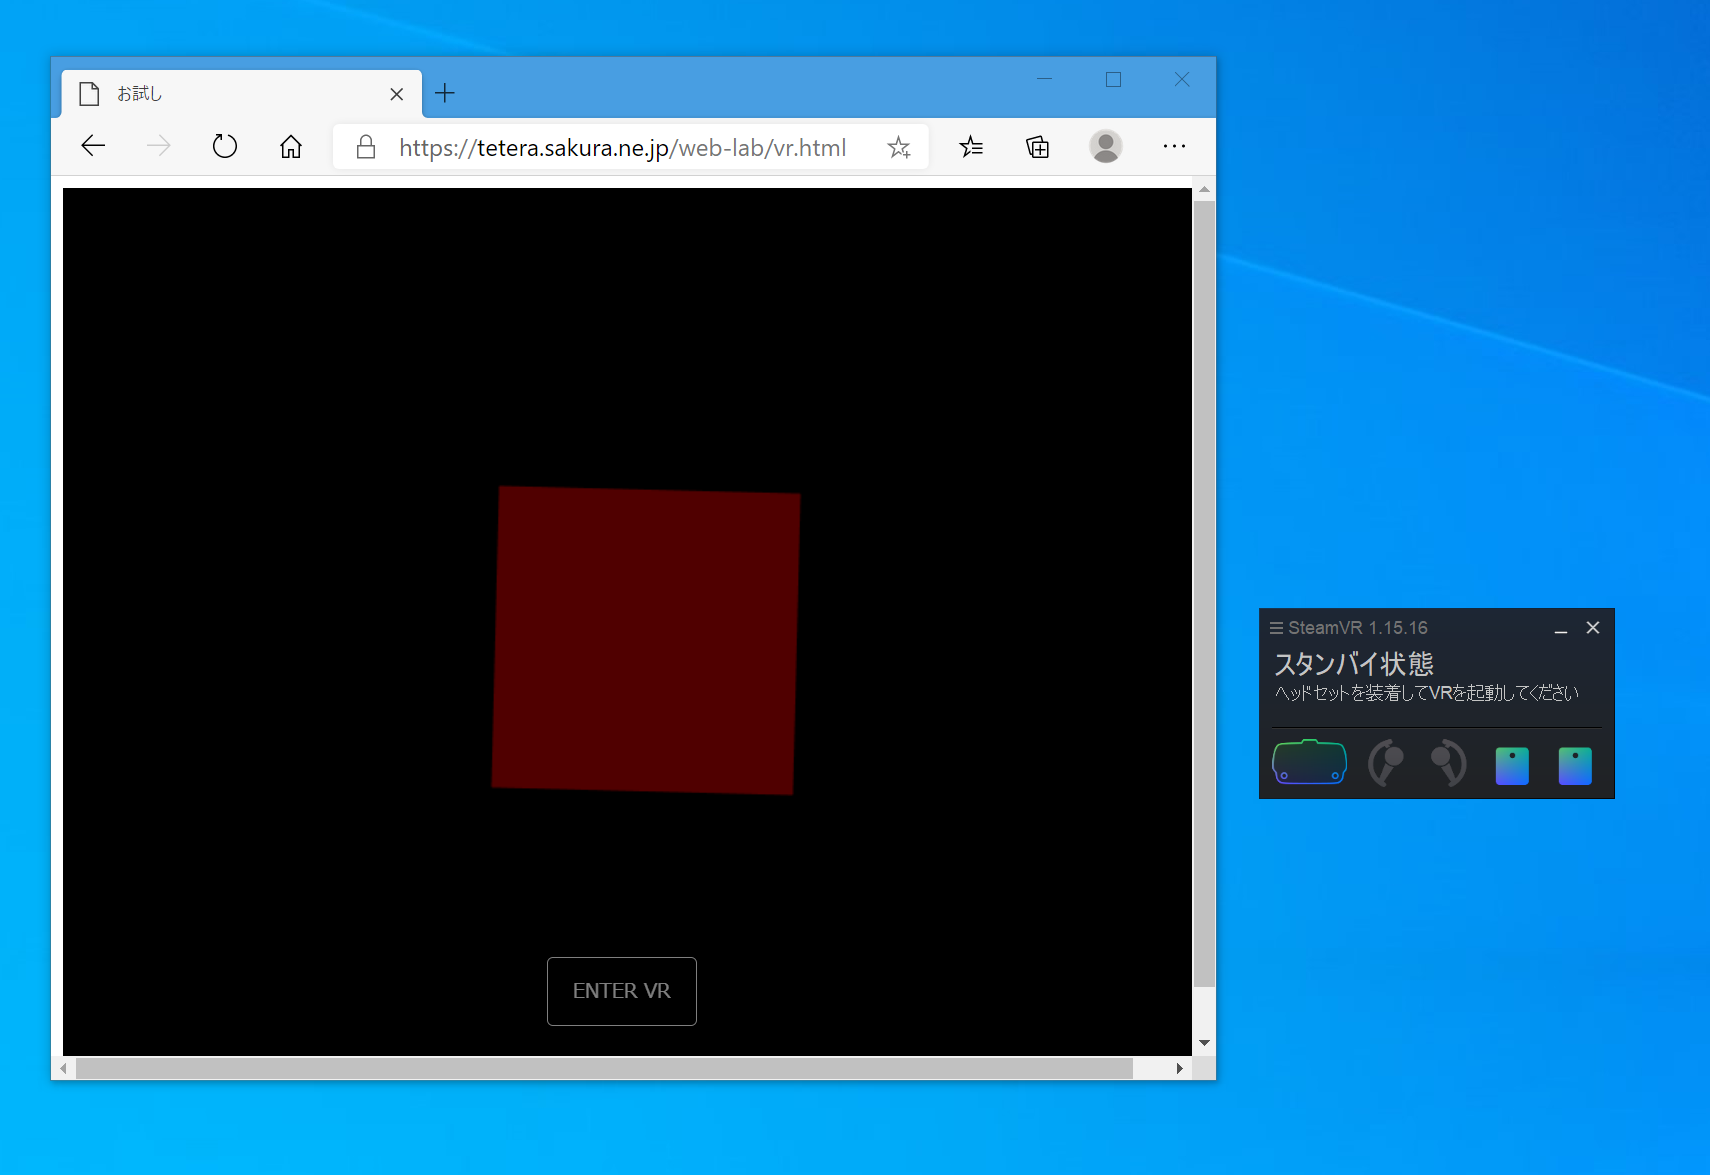 お試し
https://tetera.sakura.ne.jp/web-lab/vr.html
ENTER VR
SteamVR 1.15.16
スタンバイ状態
ヘッドセットを装着してVRを起動してください